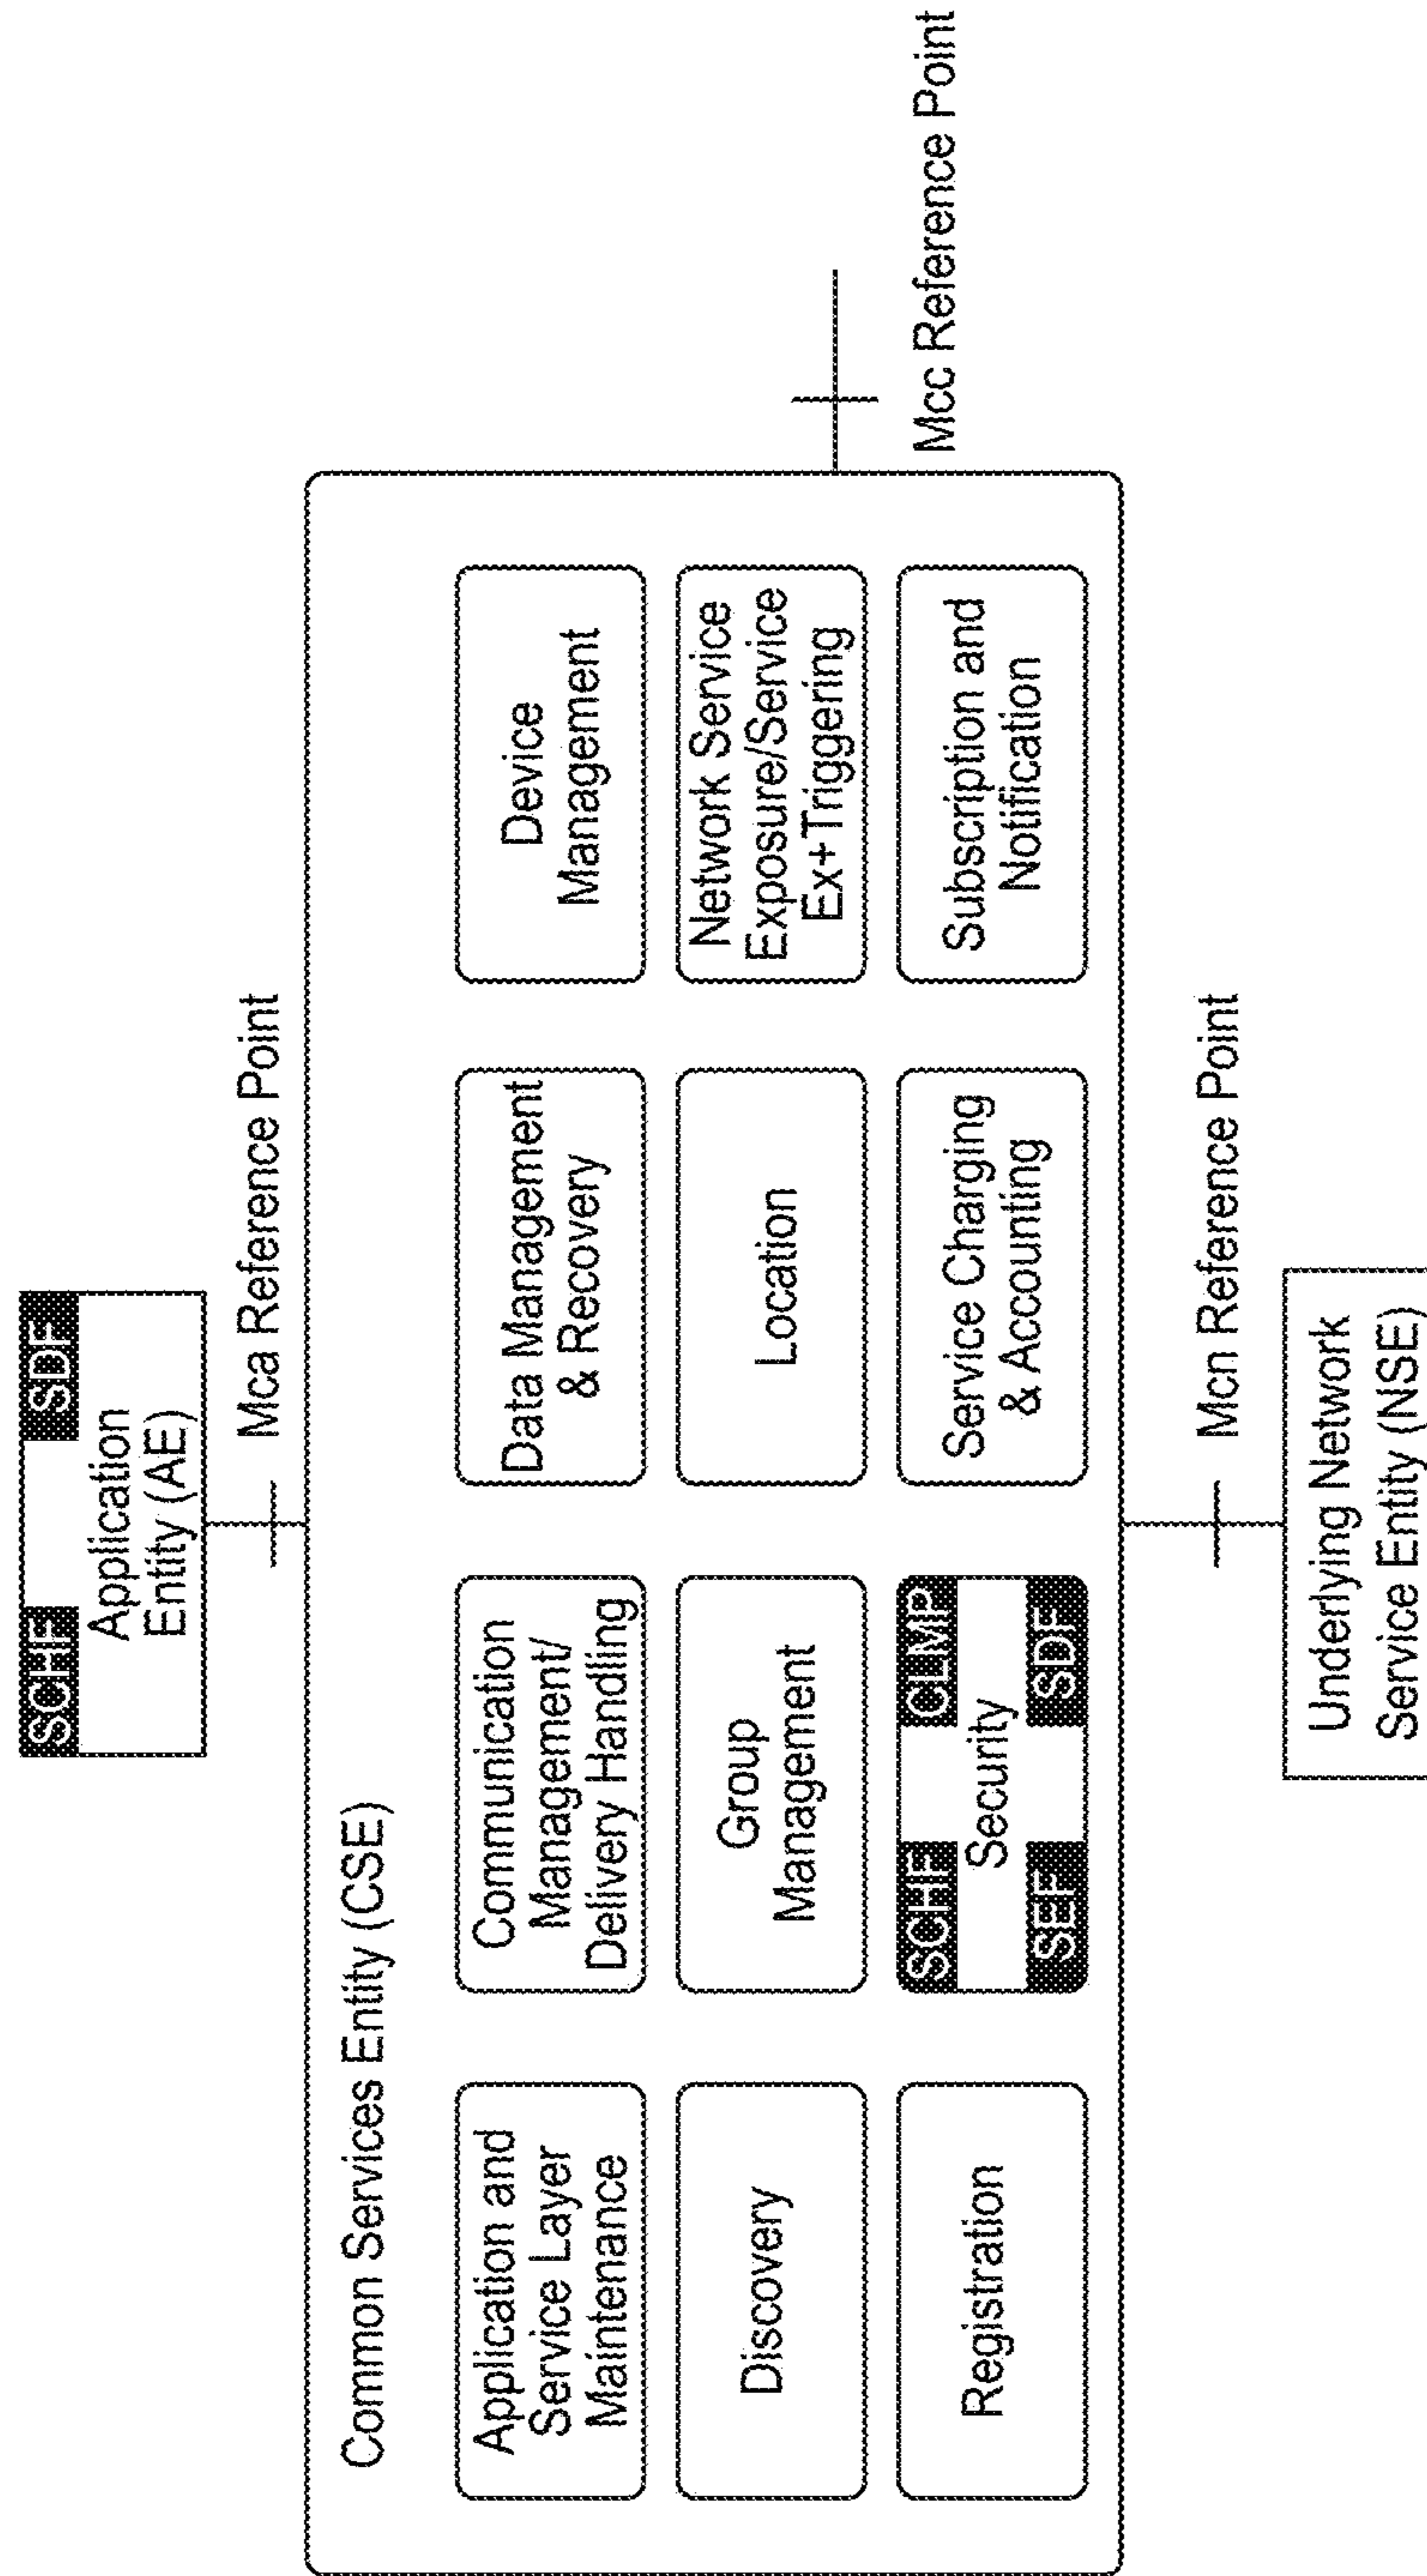 SCHF
SDF
Application
Entity (AE)
Mca Reference Point
Common Services Entity (CSE)
Application and
Service Layer
Maintenance
Communication
Management/
Delivery Handling
Data Management
& Recovery
Device
Management
Discovery
Group
Management
Location
Network Service
Exposure/Service
Ex+Triggering
Registration
SCHF
CLMP
Security
SEF
SDF
Service Charging
& Accounting
Subscription and
Notification
Mcc Reference Point
Mcn Reference Point
Underlying Network
Service Entity (NSE)